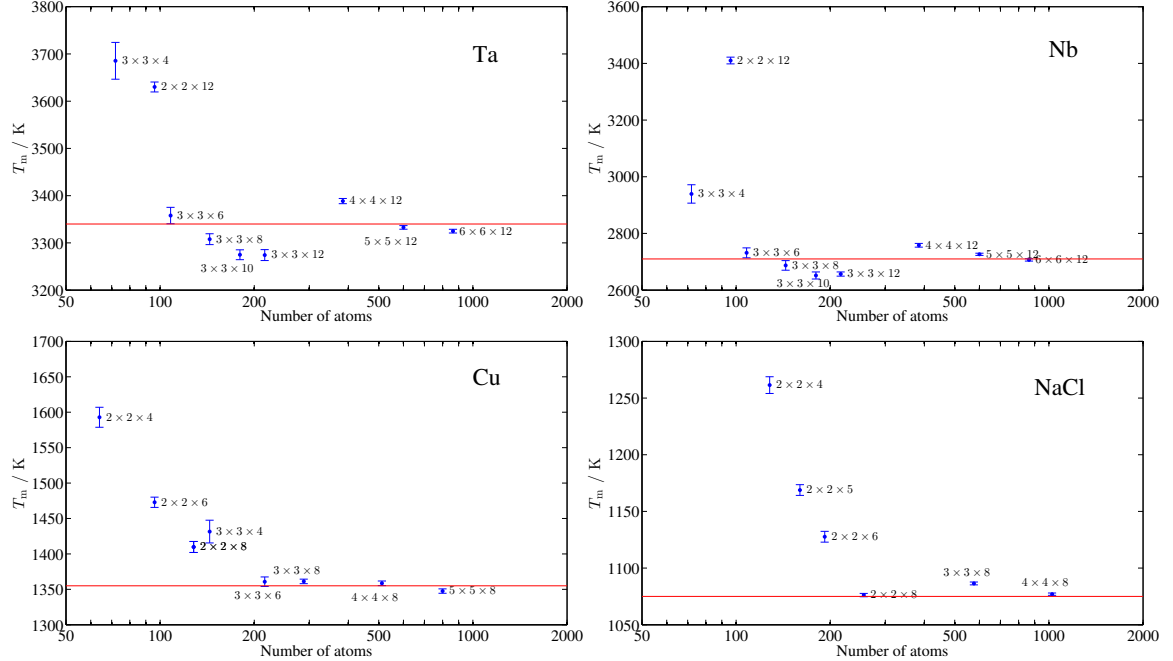 3800
3700
3600
3500
3400
3300
3200
T_m / K
Ta
3 × 3 × 4
2 × 2 × 12
3 × 3 × 6
3 × 3 × 8
3 × 3 × 10
3 × 3 × 12
4 × 4 × 12
5 × 5 × 12
6 × 6 × 12
50 100 200 500 1000 2000
Number of atoms
3600
3400
3200
3000
2800
2600
T_m / K
Nb
2 × 2 × 12
3 × 3 × 4
3 × 3 × 6
3 × 3 × 8
3 × 3 × 10
3 × 3 × 12
4 × 4 × 12
5 × 5 × 12
6 × 6 × 12
50 100 200 500 1000 2000
Number of atoms
1700
1650
1600
1550
1500
1450
1400
1350
1300
T_m / K
Cu
2 × 2 × 4
2 × 2 × 6
3 × 3 × 4
2 × 2 × 8
3 × 3 × 8
3 × 3 × 6
4 × 4 × 8
5 × 5 × 8
50 100 200 500 1000 2000
Number of atoms
1300
1250
1200
1150
1100
1050
T_m / K
NaCl
2 × 2 × 4
2 × 2 × 5
2 × 2 × 6
2 × 2 × 8
3 × 3 × 8
4 × 4 × 8
50 100 200 500 1000 2000
Number of atoms